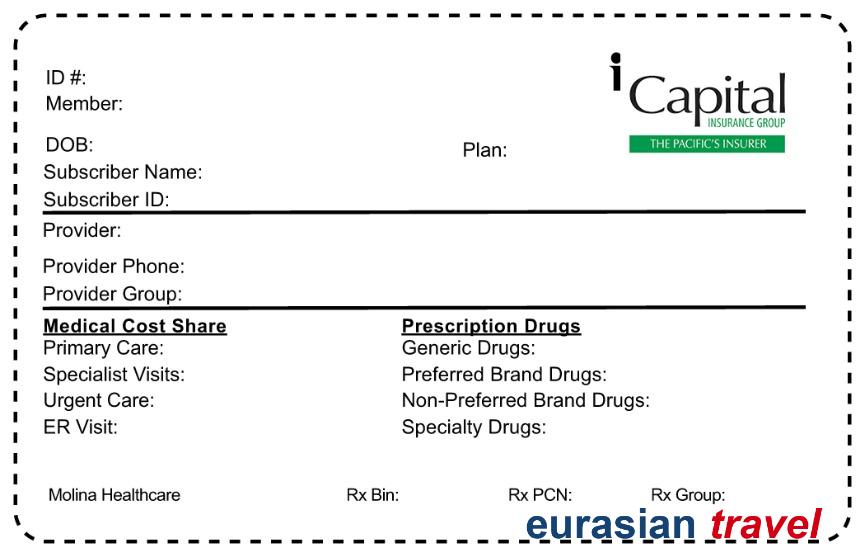 ID #:
Member:
i Capital
INSURANCE GROUP
THE PACIFIC'S INSURER
DOB:
Plan:
Subscriber Name:
Subscriber ID:
Provider:
Provider Phone:
Provider Group:
Medical Cost Share
Primary Care:
Specialist Visits:
Urgent Care:
ER Visit:
Prescription Drugs
Generic Drugs:
Preferred Brand Drugs:
Non-Preferred Brand Drugs:
Specialty Drugs:
Molina Healthcare Rx Bin: Rx PCN: Rx Group:
eurasian travel